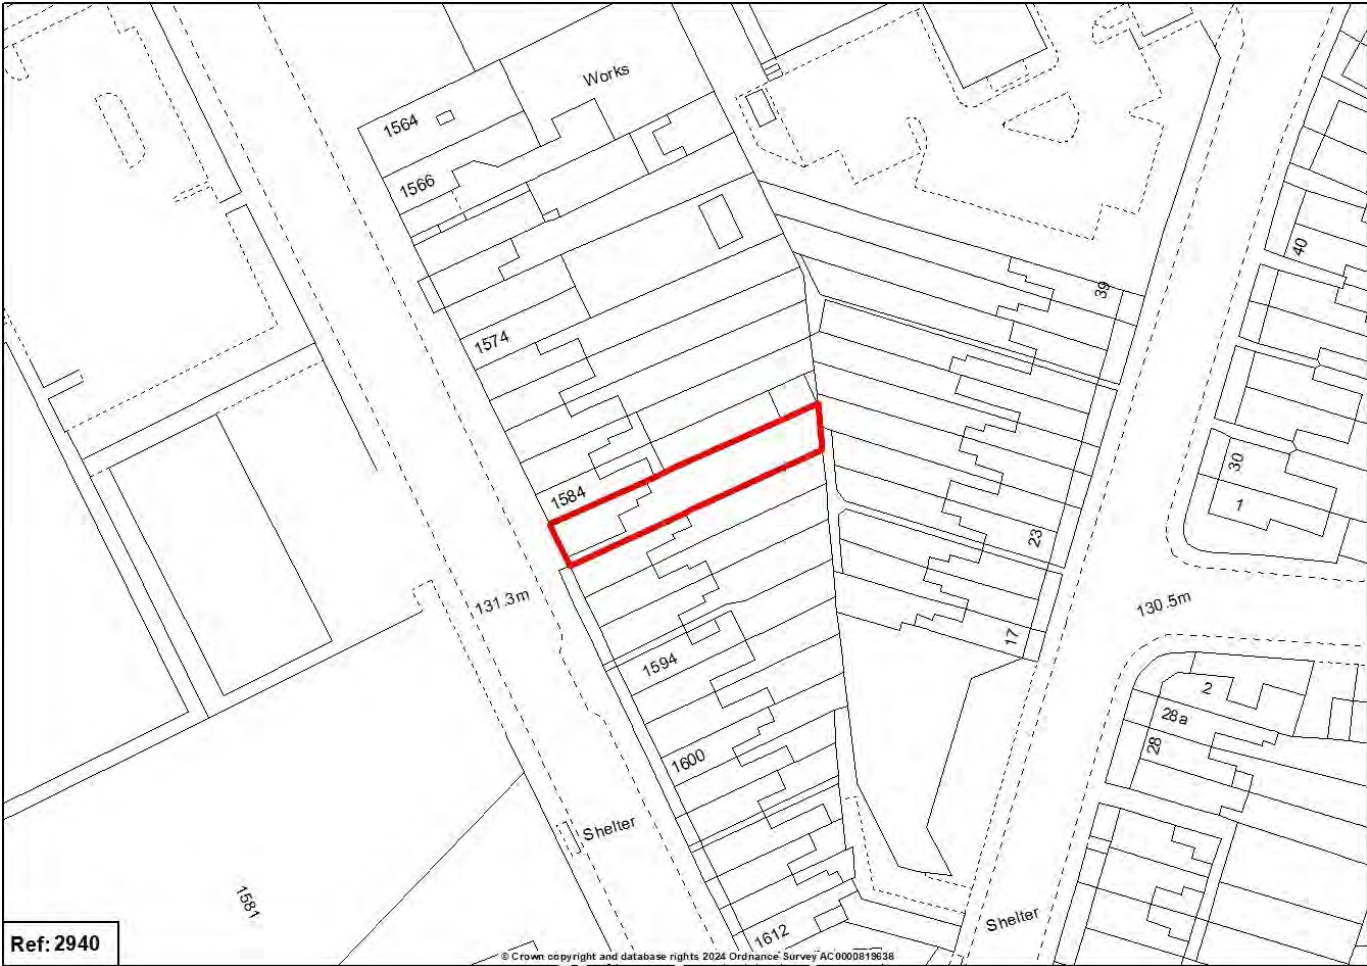 Works
1564
1566
40
39
1574
30
1584
1
23
131.3m
130.5m
17
1594
2
28a
28
1600
Shelter
1581
Shelter
1612
Ref: 2940
© Crown copyright and database rights 2024 Ordnance Survey AC0000819636